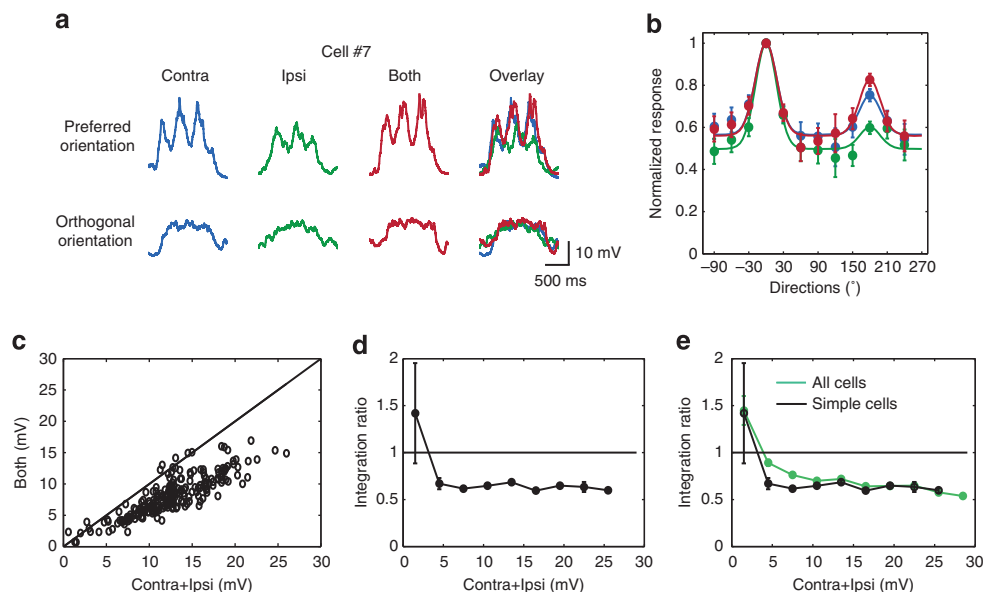 a
Cell #7
Contra Ipsi Both Overlay
Preferred
orientation
Orthogonal
orientation
10 mV
500 ms
b
Normalized response
1
0.8
0.6
0.4
0.2
0
−90 −30 30 90 150 210 270
Directions (°)
c
Both (mV)
30
25
20
15
10
5
0
0 5 10 15 20 25 30
Contra+Ipsi (mV)
d
Integration ratio
2
1.5
1
0.5
0
0 5 10 15 20 25 30
Contra+Ipsi (mV)
e
Integration ratio
2
1.5
1
0.5
0
All cells
Simple cells
0 5 10 15 20 25 30
Contra+Ipsi (mV)